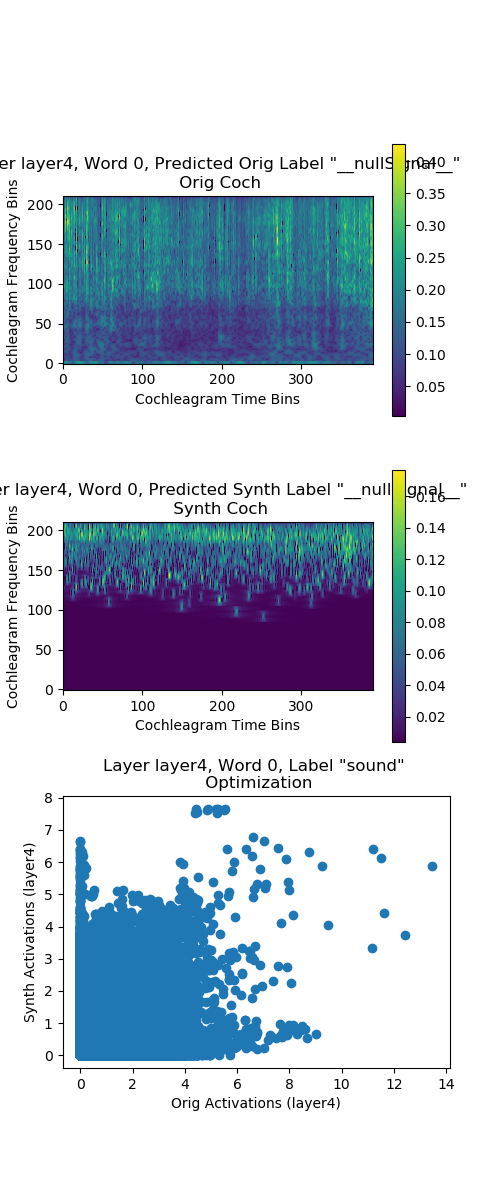 er layer4, Word 0, Predicted Orig Label "__nullSignal__"
Orig Coch
Cochleagram Frequency Bins
200
150
100
50
0
0 100 200 300
Cochleagram Time Bins
0.40
0.35
0.30
0.25
0.20
0.15
0.10
0.05
er layer4, Word 0, Predicted Synth Label "__nullSignal__"
Synth Coch
Cochleagram Frequency Bins
200
150
100
50
0
0 100 200 300
Cochleagram Time Bins
0.16
0.14
0.12
0.10
0.08
0.06
0.04
0.02
Layer layer4, Word 0, Label "sound"
Optimization
Synth Activations (layer4)
8
7
6
5
4
3
2
1
0
0 2 4 6 8 10 12 14
Orig Activations (layer4)